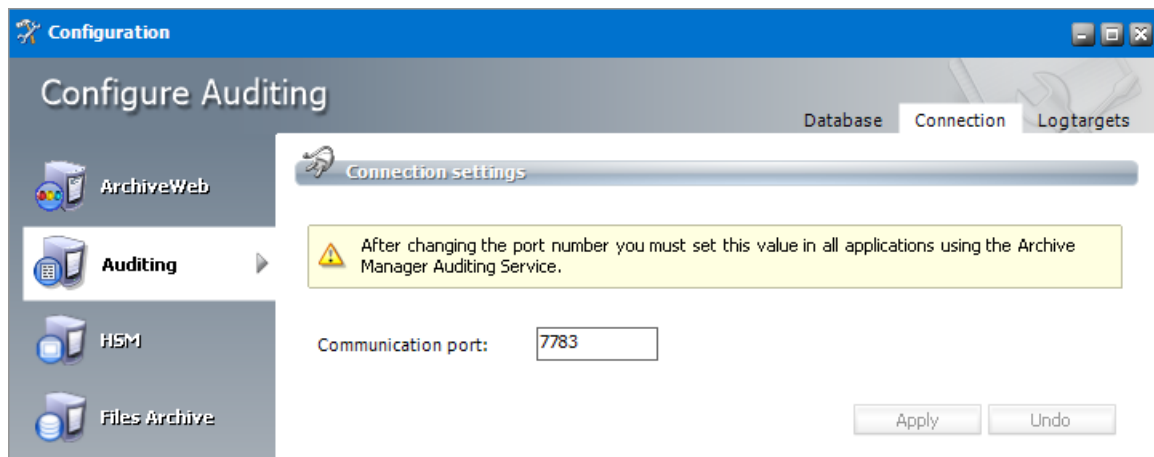 Configuration
Configure Auditing
Database Connection Logtargets
ArchiveWeb
Connection settings
Auditing
After changing the port number you must set this value in all applications using the Archive
Manager Auditing Service.
HSM
Communication port: 7783
Files Archive
Apply Undo